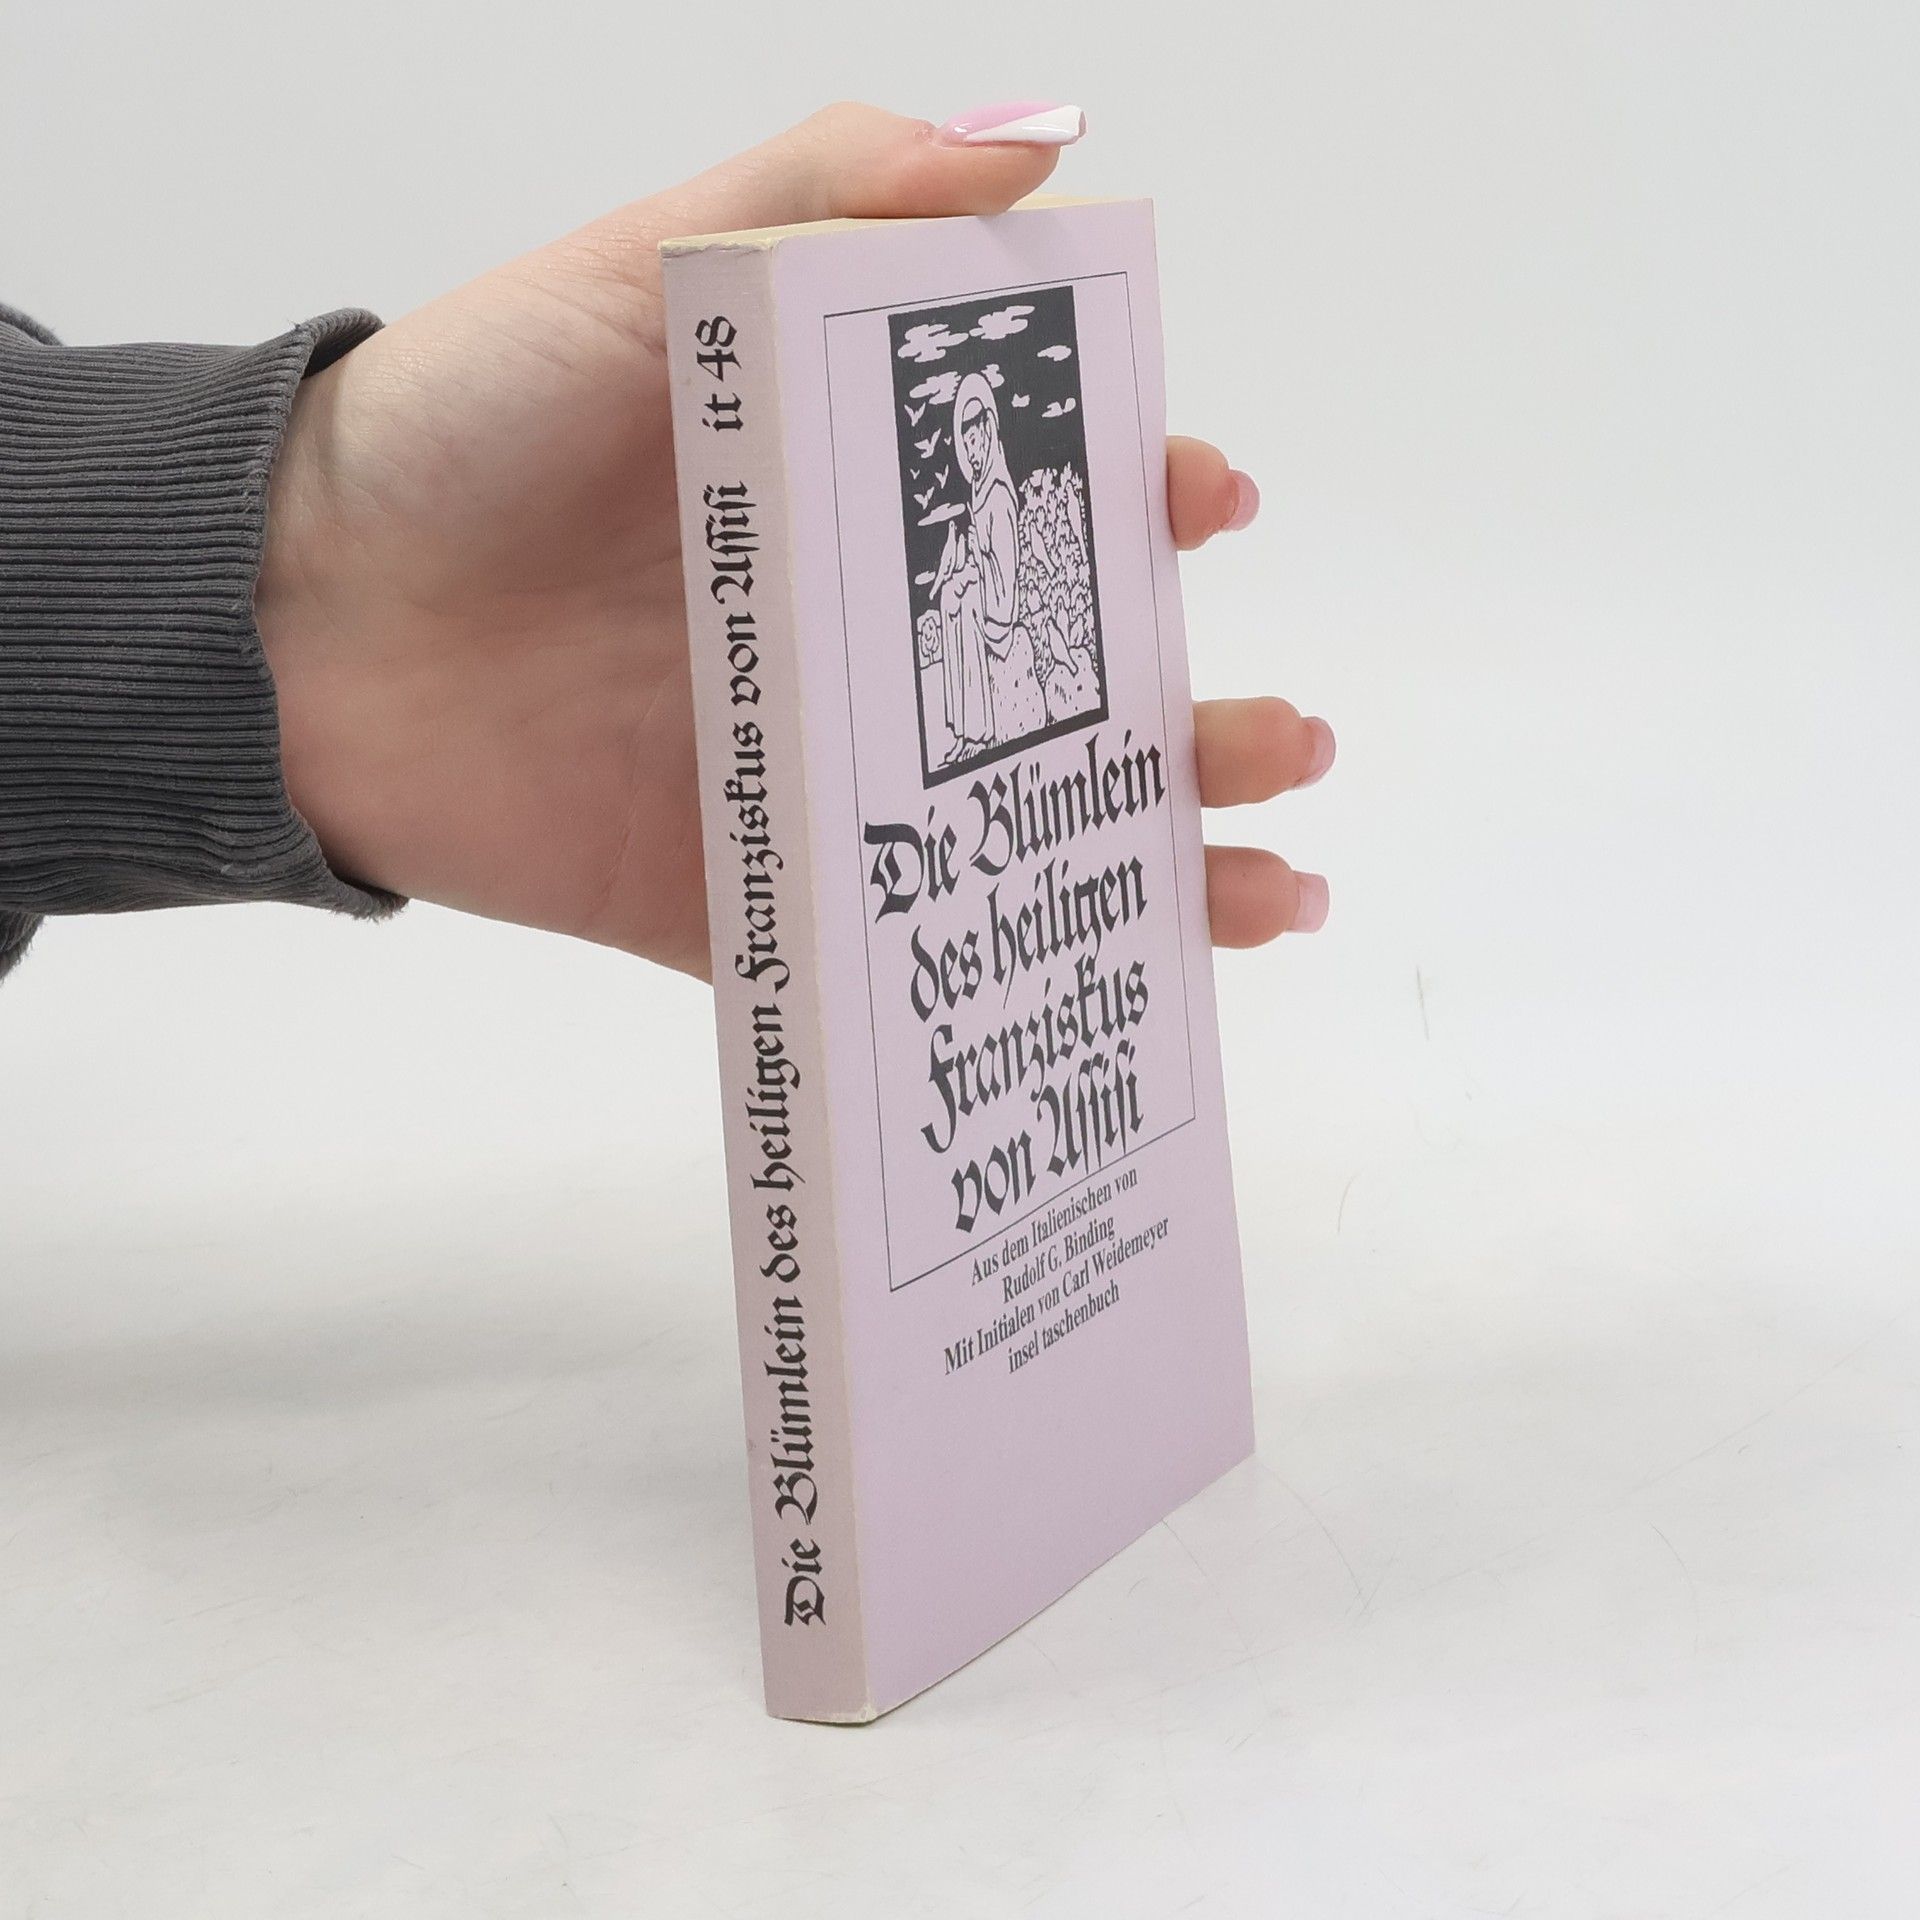 Die Blümlein des heiligen Franziskus von Aſſiſi it 48
Die Blümlein
des heiligen
Franziskus
von Aſſiſi
Aus dem Italienischen von
Rudolf G. Binding
Mit Initialen von Carl Weidemeyer
insel taschenbuch